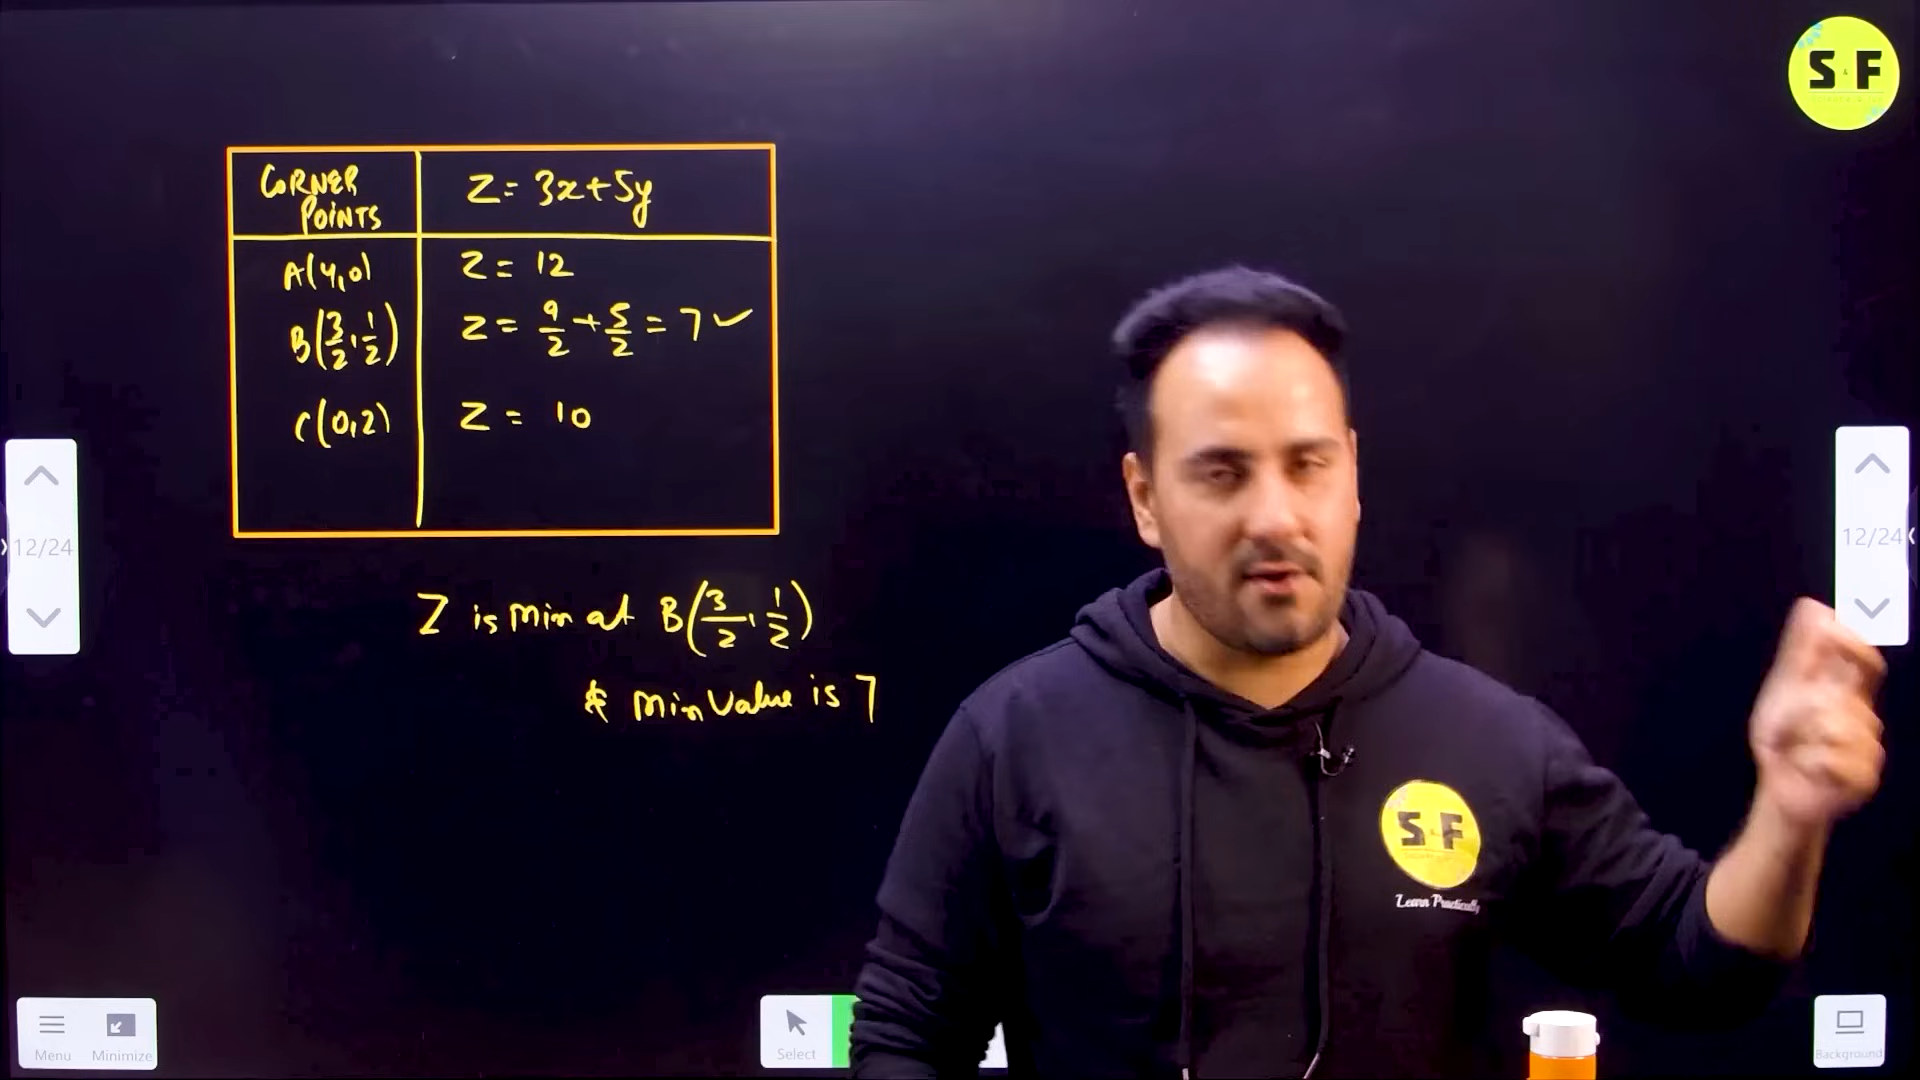 S&F
CORNER
POINTS
Z = 3x+5y
A(4,0)
Z = 12
B(3/2, 1/2)
Z = 9/2 + 5/2 = 7 ✓
C(0,2)
Z = 10
Z is Min at B(3/2, 1/2)
& Min Value is 7
12/24
12/24
S&F
Learn Practically
Menu
Minimize
Select
Background